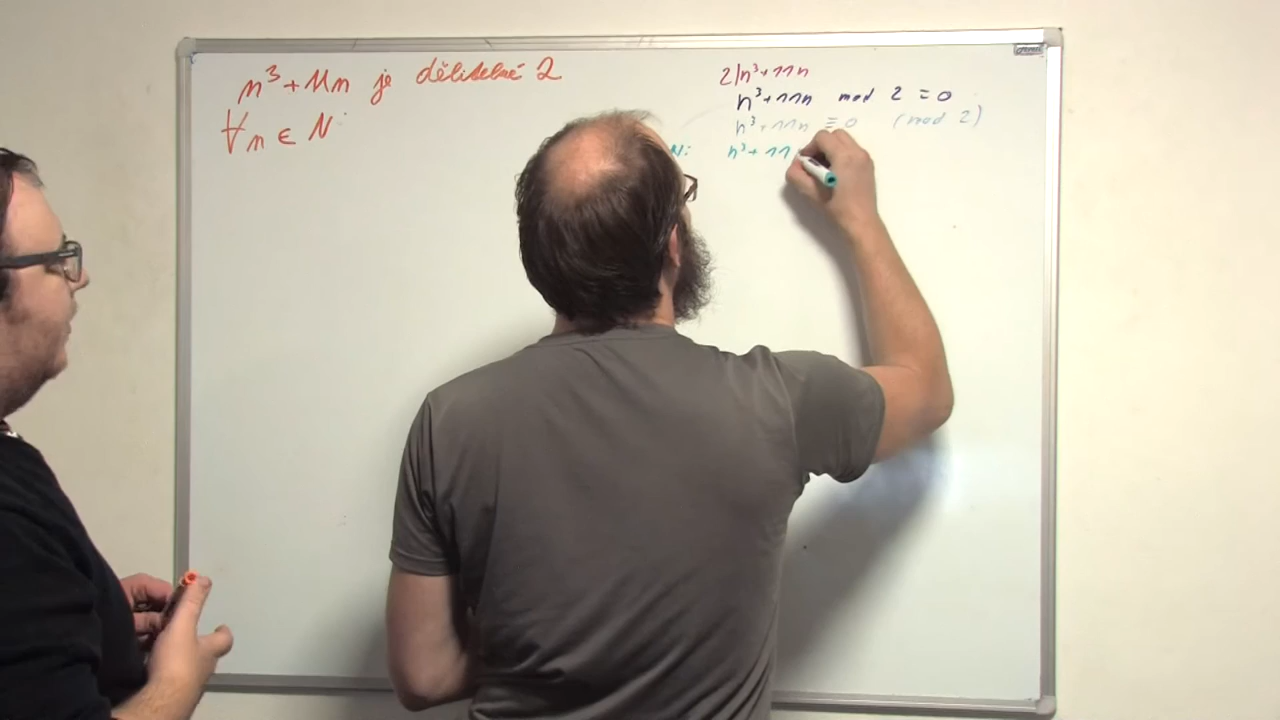 n³+11n je dělitelné 2
∀n ∈ N
2|n³+11n
n³+11n mod 2 = 0
n³+11n ≡ 0 (mod 2)
N: n³+11